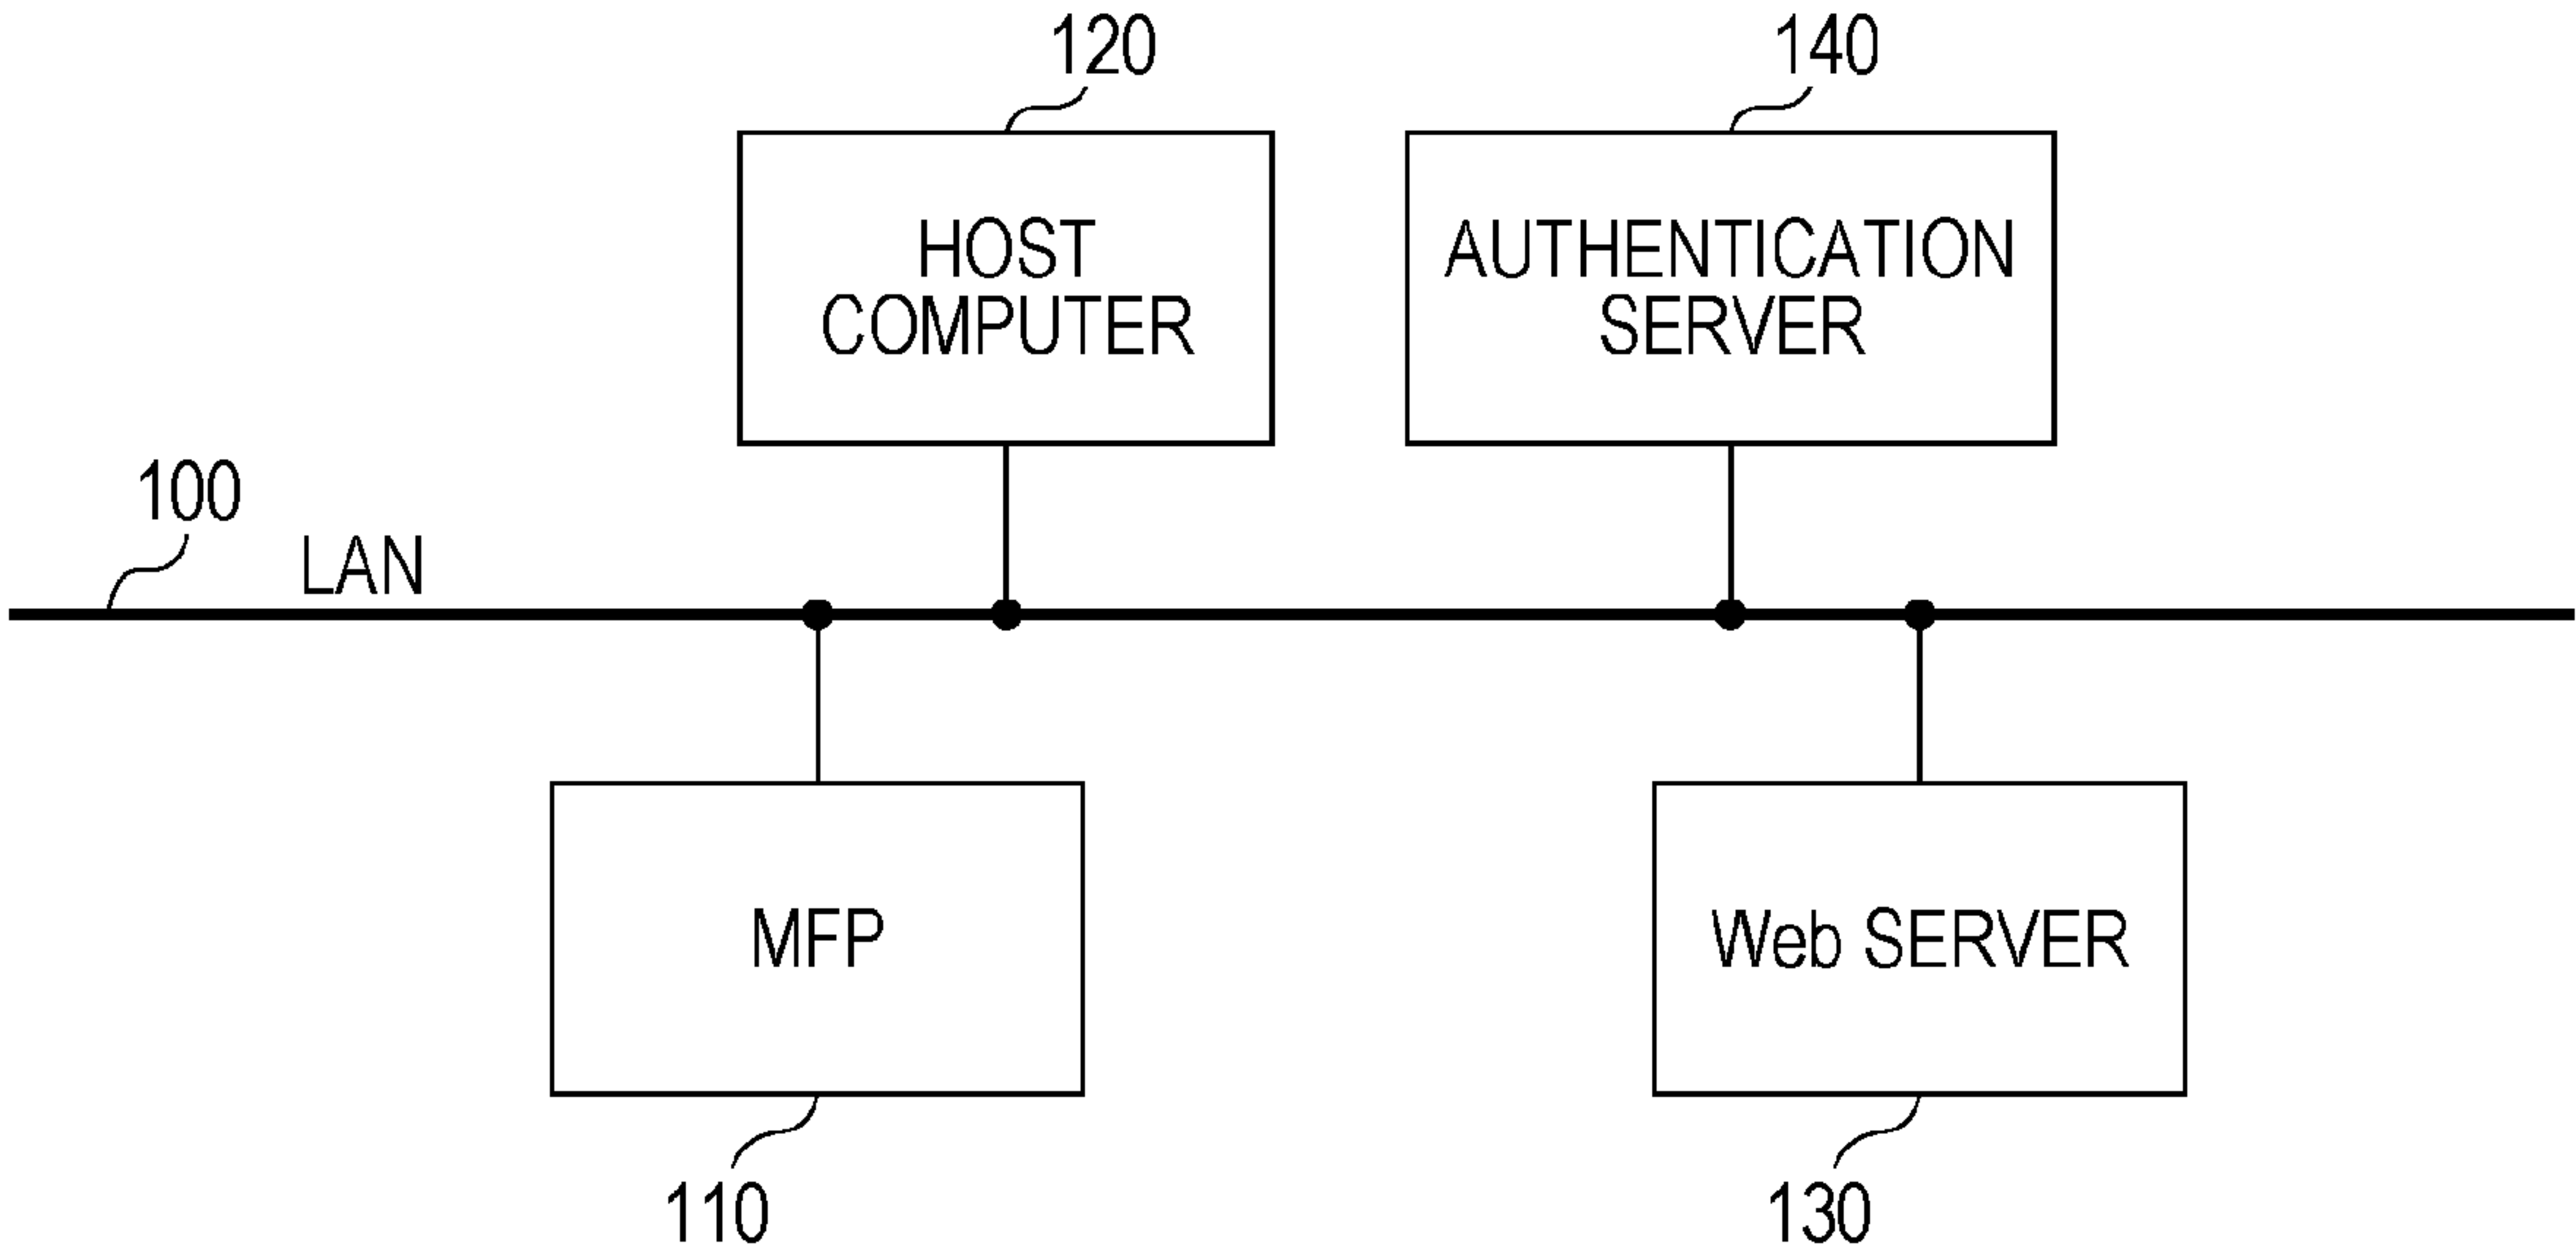 120
140
HOST
COMPUTER
AUTHENTICATION
SERVER
100
LAN
MFP
Web SERVER
110
130